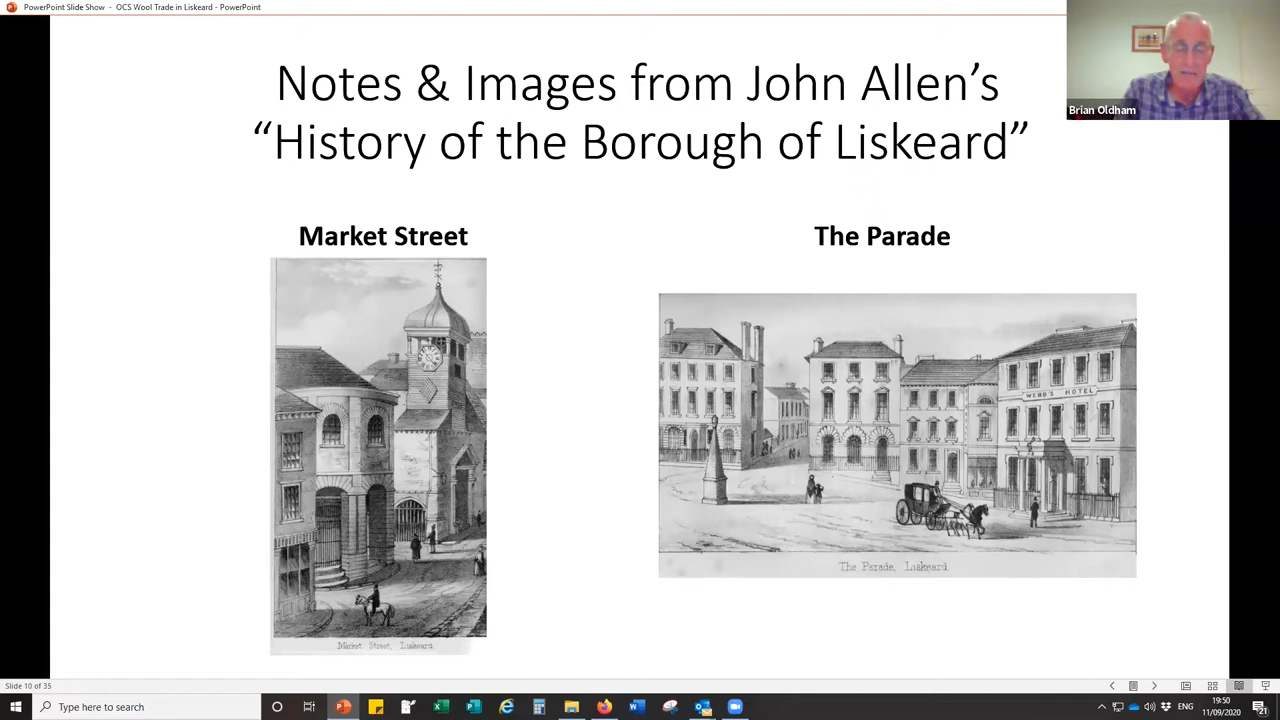 PowerPoint Slide Show - OCS Wool Trade in Liskeard - PowerPoint
Brian Oldham
Notes & Images from John Allen’s
“History of the Borough of Liskeard”
Market Street
The Parade
WEBB'S HOTEL
The Parade, Liskeard.
Market Street, Liskeard.
Slide 10 of 35
Type here to search
ENG
19:50
11/09/2020
21